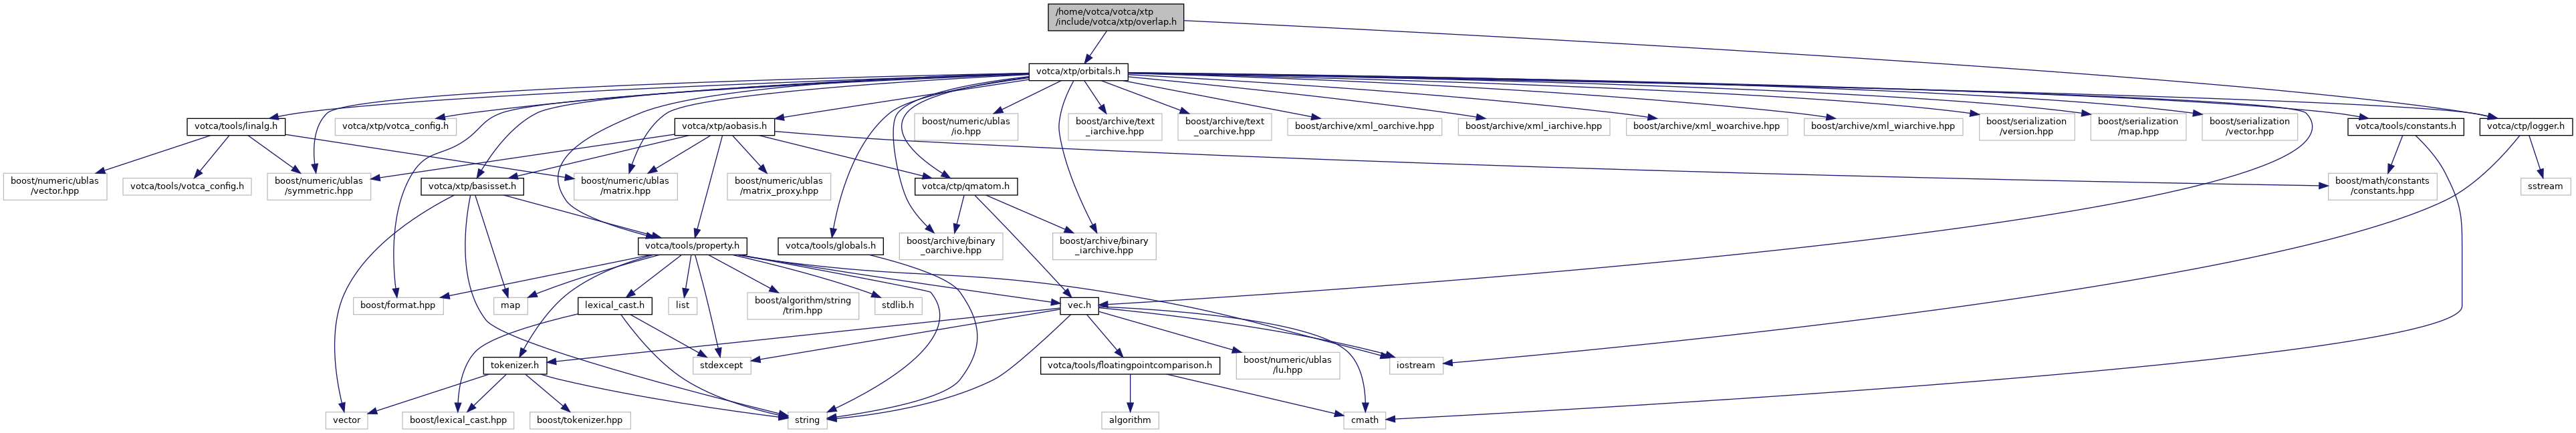 /home/votca/votca/xtp
/include/votca/xtp/overlap.h
votca/xtp/orbitals.h
votca/tools/linalg.h
votca/xtp/votca_config.h
votca/xtp/aobasis.h
boost/numeric/ublas
/io.hpp
boost/archive/text
_iarchive.hpp
boost/archive/text
_oarchive.hpp
boost/archive/xml_oarchive.hpp
boost/archive/xml_iarchive.hpp
boost/archive/xml_woarchive.hpp
boost/archive/xml_wiarchive.hpp
boost/serialization
/version.hpp
boost/serialization
/map.hpp
boost/serialization
/vector.hpp
votca/tools/constants.h
votca/ctp/logger.h
boost/numeric/ublas
/vector.hpp
votca/tools/votca_config.h
boost/numeric/ublas
/symmetric.hpp
votca/xtp/basisset.h
boost/numeric/ublas
/matrix.hpp
boost/numeric/ublas
/matrix_proxy.hpp
votca/ctp/qmatom.h
boost/math/constants
/constants.hpp
sstream
votca/tools/property.h
votca/tools/globals.h
boost/archive/binary
_oarchive.hpp
boost/archive/binary
_iarchive.hpp
boost/format.hpp
map
lexical_cast.h
list
boost/algorithm/string
/trim.hpp
stdlib.h
vec.h
tokenizer.h
stdexcept
votca/tools/floatingpointcomparison.h
boost/numeric/ublas
/lu.hpp
iostream
vector
boost/lexical_cast.hpp
boost/tokenizer.hpp
string
algorithm
cmath